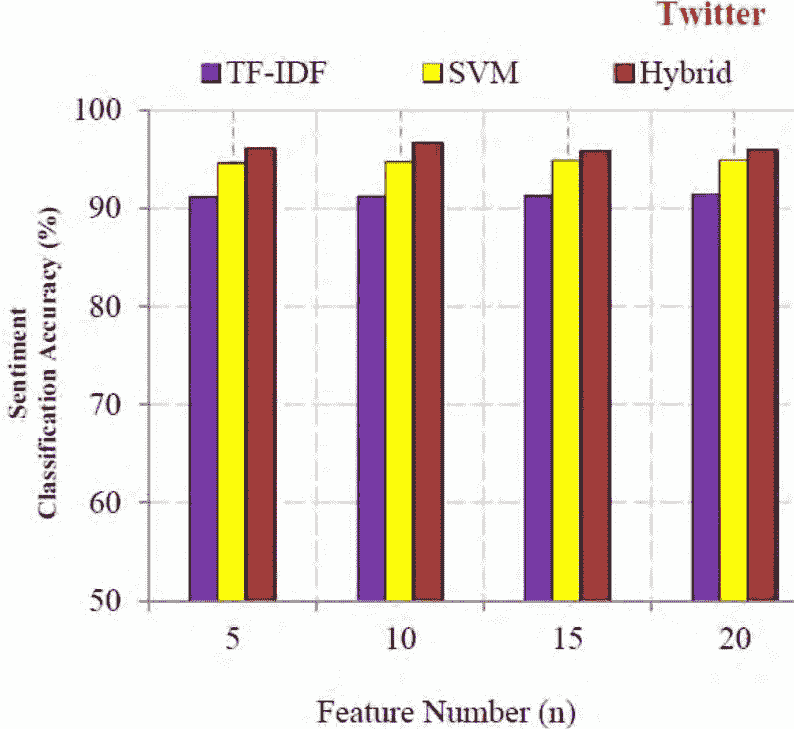 Twitter
TF-IDF SVM Hybrid
100
90
80
70
60
50
Sentiment
Classification Accuracy (%)
5 10 15 20
Feature Number (n)